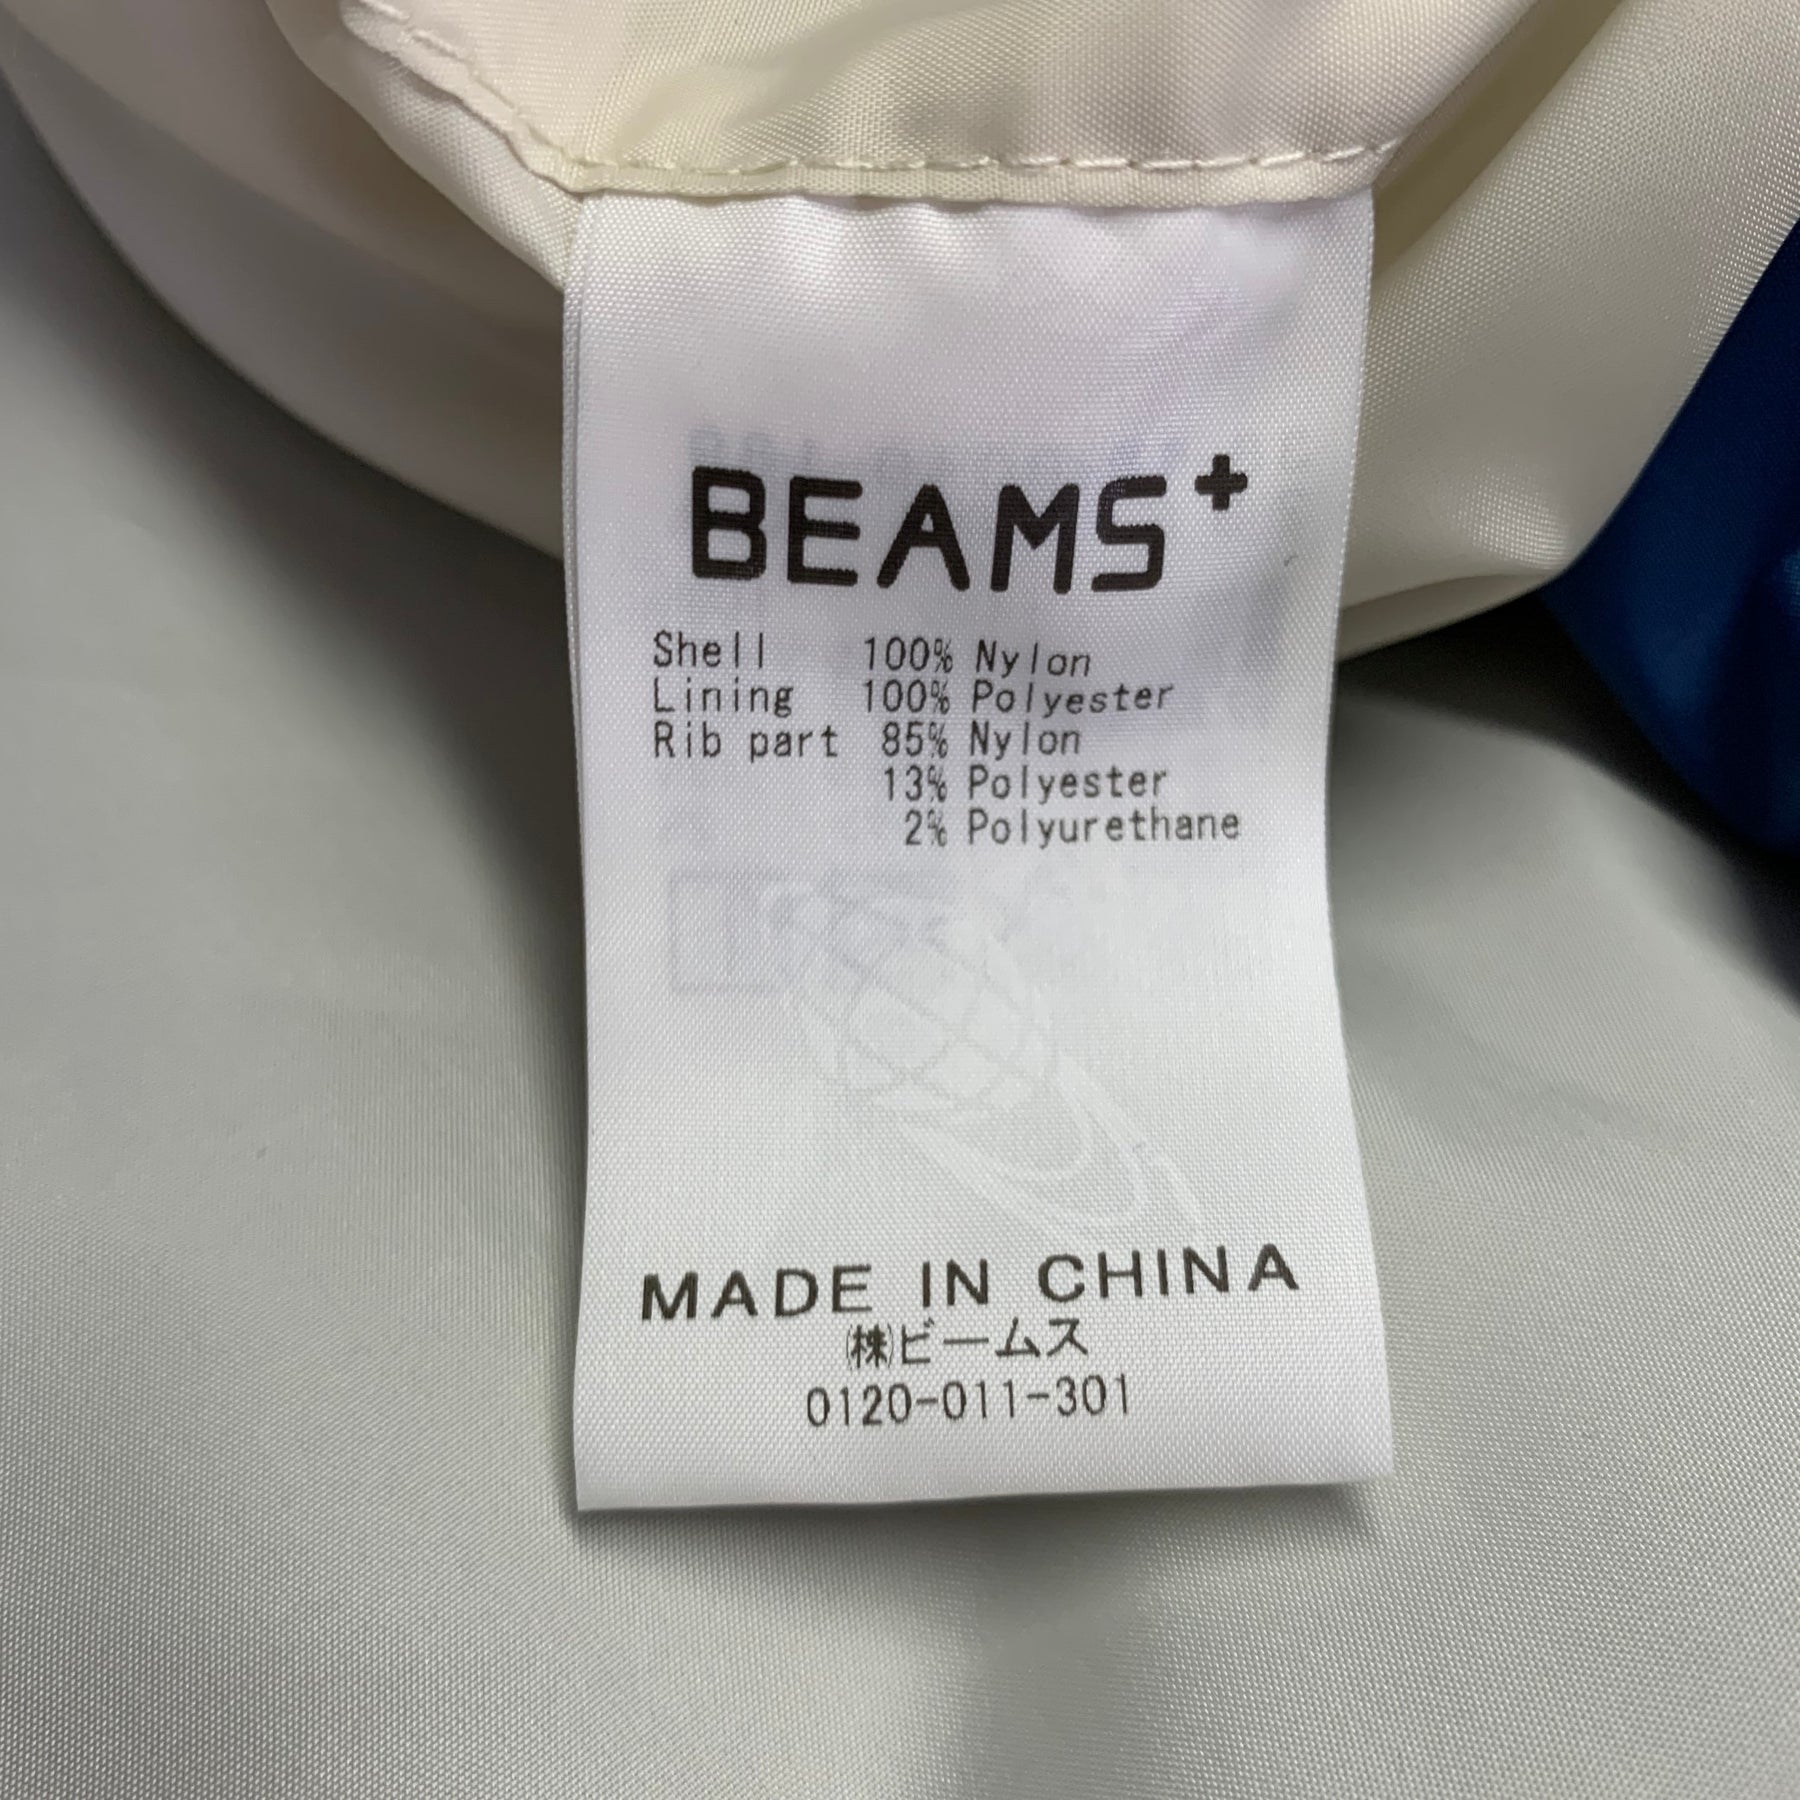 BEAMS+
Shell 100% Nylon
Lining 100% Polyester
Rib part 85% Nylon
13% Polyester
2% Polyurethane
MADE IN CHINA
㈱ビームス
0120-011-301